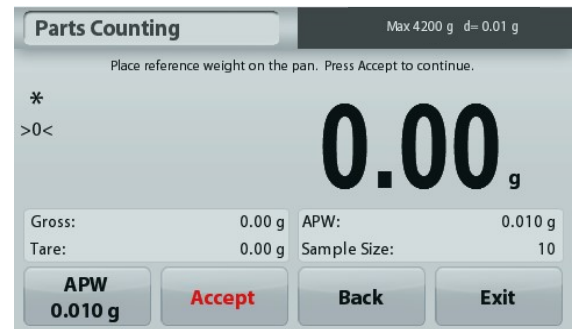 Parts Counting
Max 4200 g d= 0.01 g
Place reference weight on the pan. Press Accept to continue.
*
>0<
0.00 g
Gross: 0.00 g APW: 0.010 g
Tare: 0.00 g Sample Size: 10
APW
0.010 g
Accept
Back
Exit